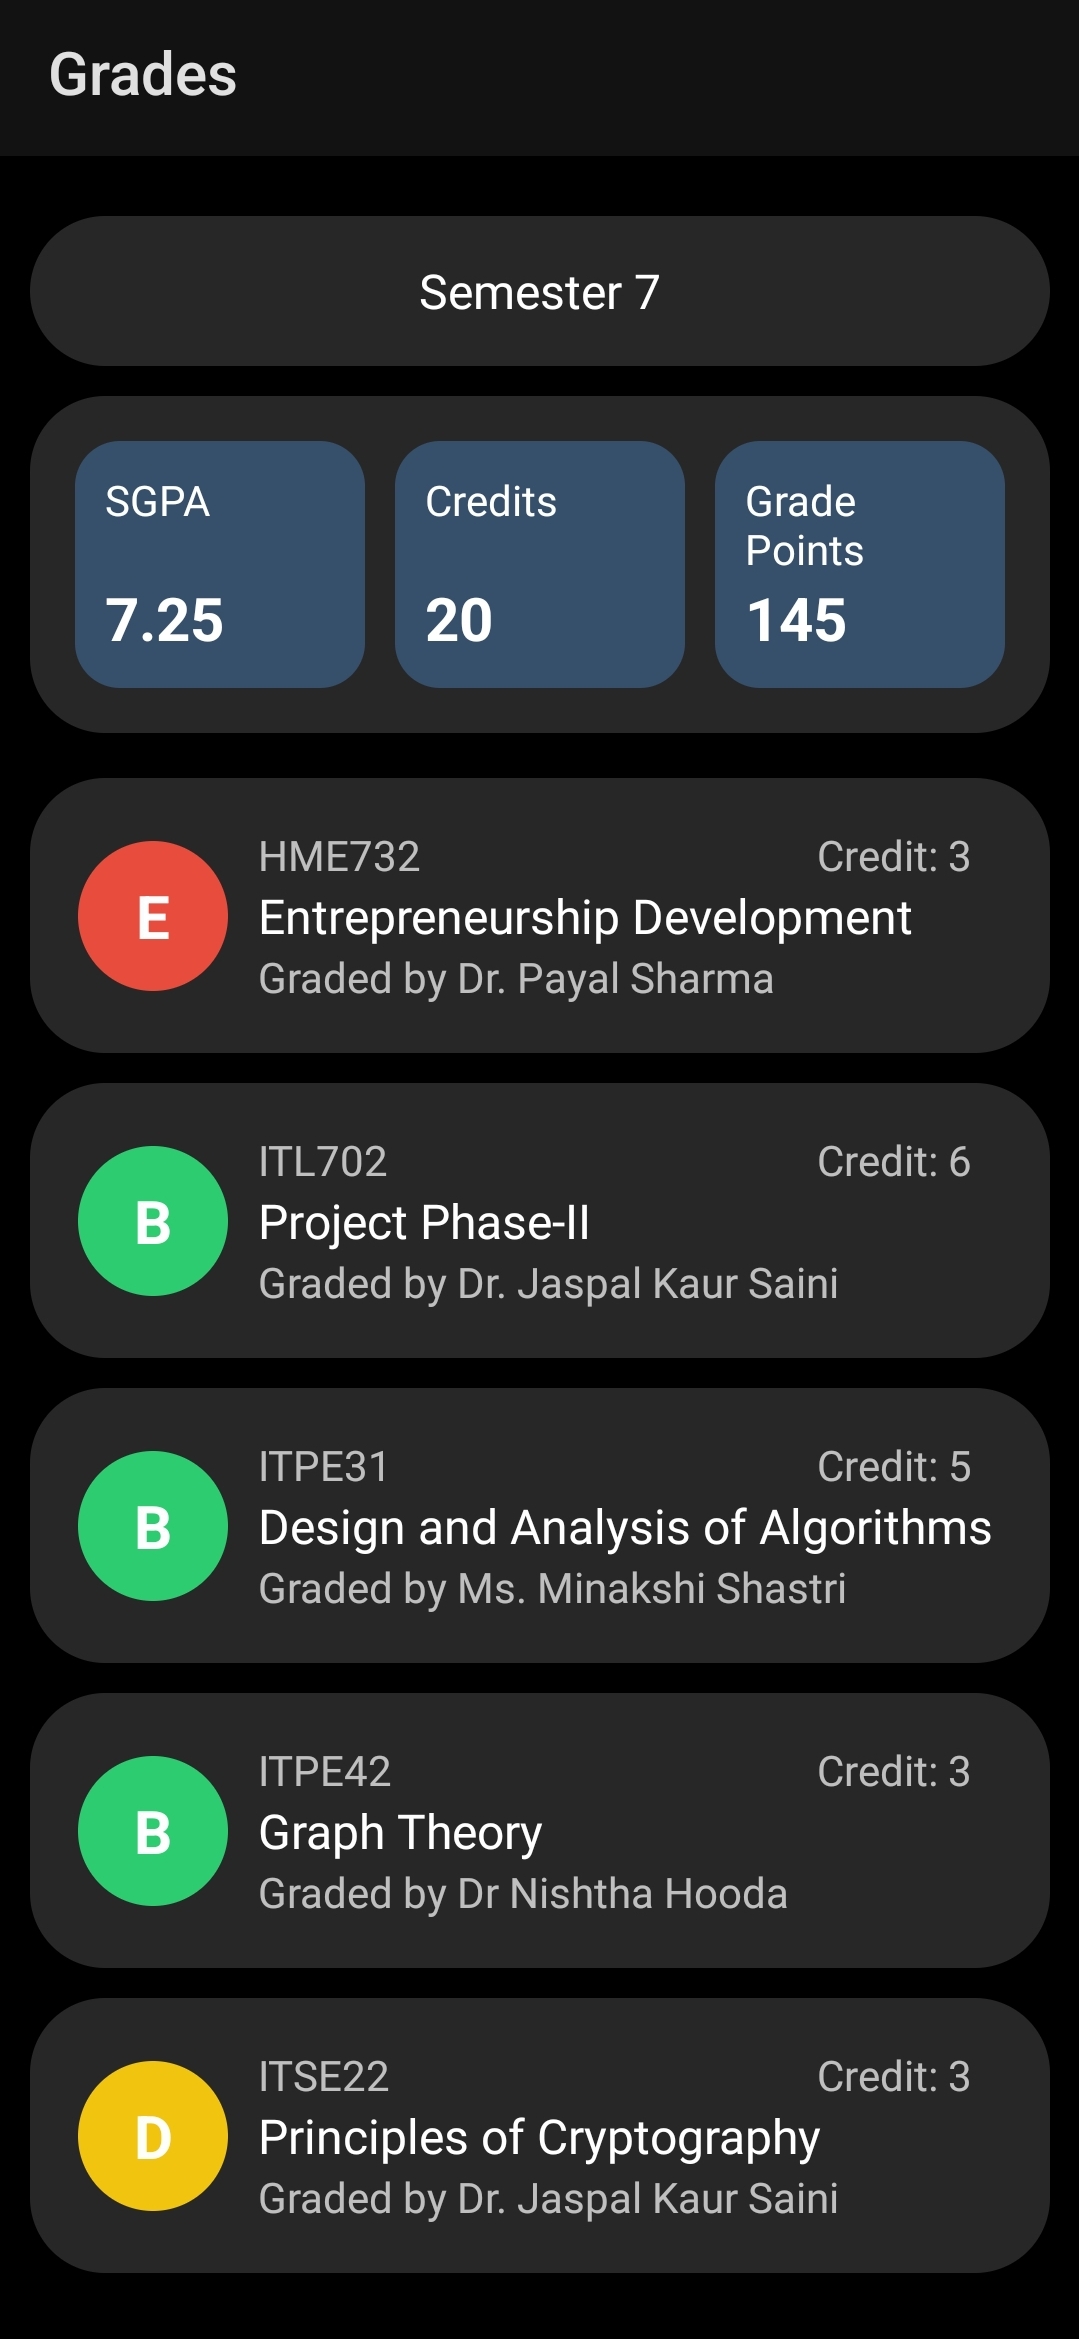 Grades
Semester 7
SGPA
7.25
Credits
20
Grade
Points
145
E
HME732
Credit: 3
Entrepreneurship Development
Graded by Dr. Payal Sharma
B
ITL702
Credit: 6
Project Phase-II
Graded by Dr. Jaspal Kaur Saini
B
ITPE31
Credit: 5
Design and Analysis of Algorithms
Graded by Ms. Minakshi Shastri
B
ITPE42
Credit: 3
Graph Theory
Graded by Dr Nishtha Hooda
D
ITSE22
Credit: 3
Principles of Cryptography
Graded by Dr. Jaspal Kaur Saini